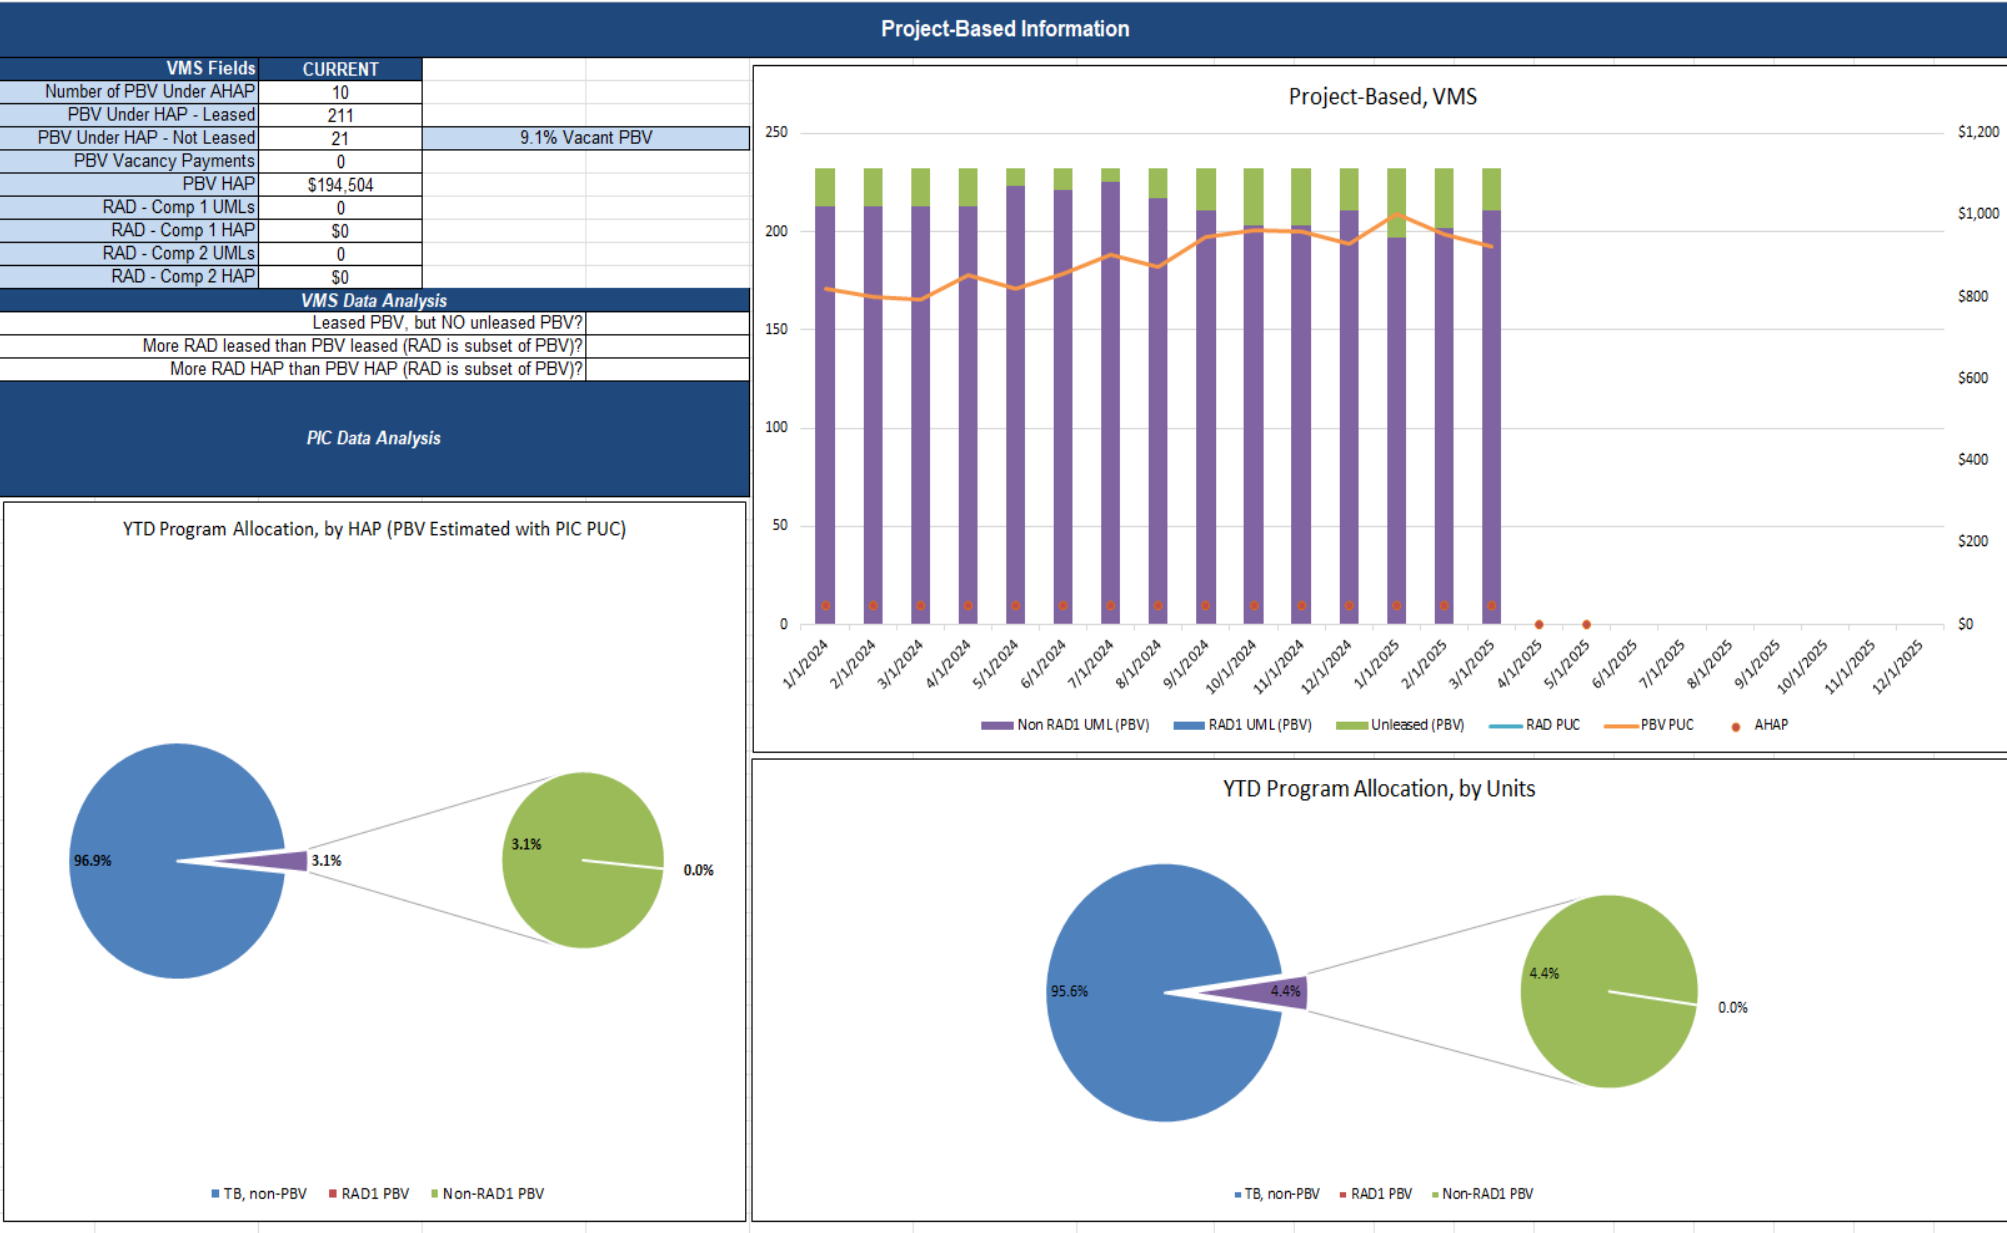 Project-Based Information
VMS Fields CURRENT
Number of PBV Under AHAP 10
PBV Under HAP - Leased 211
PBV Under HAP - Not Leased 21 9.1% Vacant PBV
PBV Vacancy Payments 0
PBV HAP $194,504
RAD - Comp 1 UMLs 0
RAD - Comp 1 HAP $0
RAD - Comp 2 UMLs 0
RAD - Comp 2 HAP $0
VMS Data Analysis
Leased PBV, but NO unleased PBV?
More RAD leased than PBV leased (RAD is subset of PBV)?
More RAD HAP than PBV HAP (RAD is subset of PBV)?
PIC Data Analysis
Project-Based, VMS
250 $1,200
200 $1,000
150 $800
100 $600
50 $400
0 $200
$0
1/1/2024 2/1/2024 3/1/2024 4/1/2024 5/1/2024 6/1/2024 7/1/2024 8/1/2024 9/1/2024 10/1/2024 11/1/2024 12/1/2024 1/1/2025 2/1/2025 3/1/2025 4/1/2025 5/1/2025 6/1/2025 7/1/2025 8/1/2025 9/1/2025 10/1/2025 11/1/2025 12/1/2025
Non RAD1 UML (PBV) RAD1 UML (PBV) Unleased (PBV) RAD PUC PBV PUC AHAP
YTD Program Allocation, by HAP (PBV Estimated with PIC PUC)
96.9% 3.1% 3.1% 0.0%
TB, non-PBV RAD1 PBV Non-RAD1 PBV
YTD Program Allocation, by Units
95.6% 4.4% 4.4% 0.0%
TB, non-PBV RAD1 PBV Non-RAD1 PBV